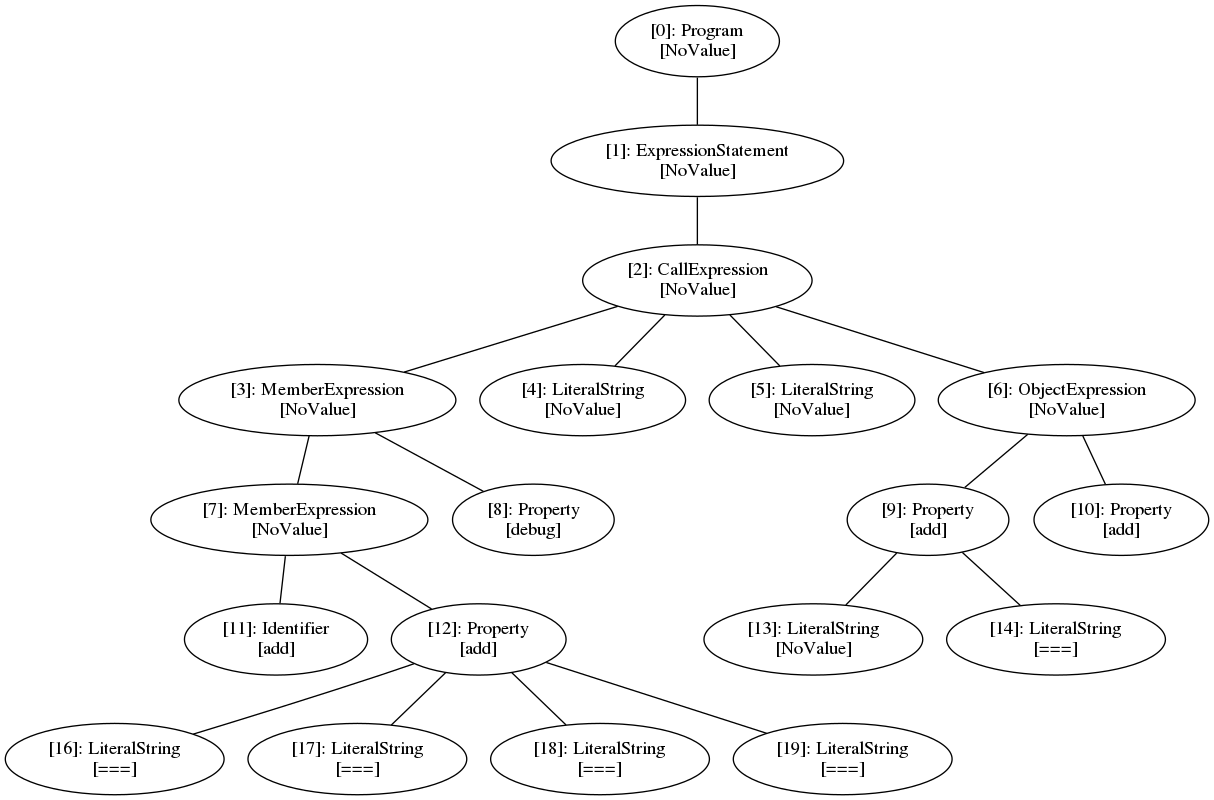 [0]: Program
[NoValue]
[1]: ExpressionStatement
[NoValue]
[2]: CallExpression
[NoValue]
[3]: MemberExpression
[NoValue]
[4]: LiteralString
[NoValue]
[5]: LiteralString
[NoValue]
[6]: ObjectExpression
[NoValue]
[7]: MemberExpression
[NoValue]
[8]: Property
[debug]
[9]: Property
[add]
[10]: Property
[add]
[11]: Identifier
[add]
[12]: Property
[add]
[13]: LiteralString
[NoValue]
[14]: LiteralString
[===]
[16]: LiteralString
[===]
[17]: LiteralString
[===]
[18]: LiteralString
[===]
[19]: LiteralString
[===]